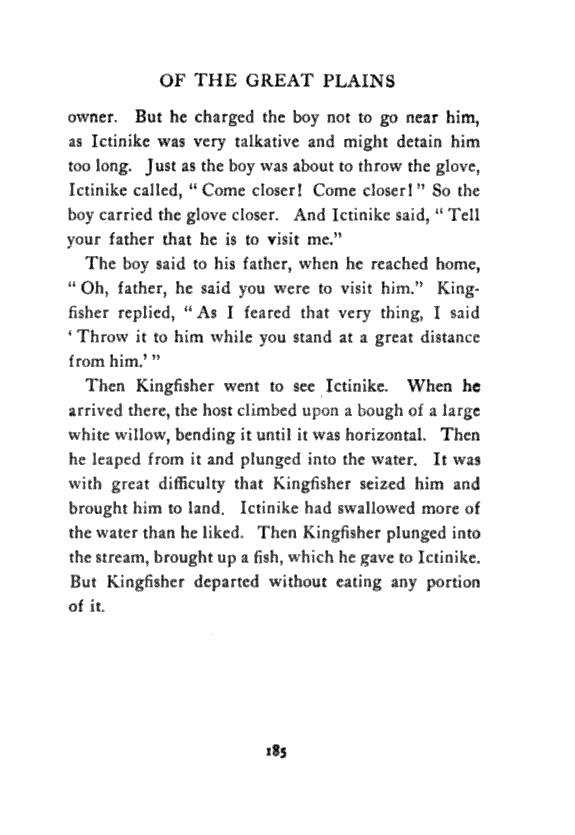 OF THE GREAT PLAINS
owner. But he charged the boy not to go near him,
as Ictinike was very talkative and might detain him
too long. Just as the boy was about to throw the glove,
Ictinike called, “ Come closer! Come closer!” So the
boy carried the glove closer. And Ictinike said, “ Tell
your father that he is to visit me.”
The boy said to his father, when he reached home,
“ Oh, father, he said you were to visit him.” King-
fisher replied, “ As I feared that very thing, I said
‘ Throw it to him while you stand at a great distance
from him.’ ”
Then Kingfisher went to see Ictinike. When he
arrived there, the host climbed upon a bough of a large
white willow, bending it until it was horizontal. Then
he leaped from it and plunged into the water. It was
with great difficulty that Kingfisher seized him and
brought him to land. Ictinike had swallowed more of
the water than he liked. Then Kingfisher plunged into
the stream, brought up a fish, which he gave to Ictinike.
But Kingfisher departed without eating any portion
of it.
185